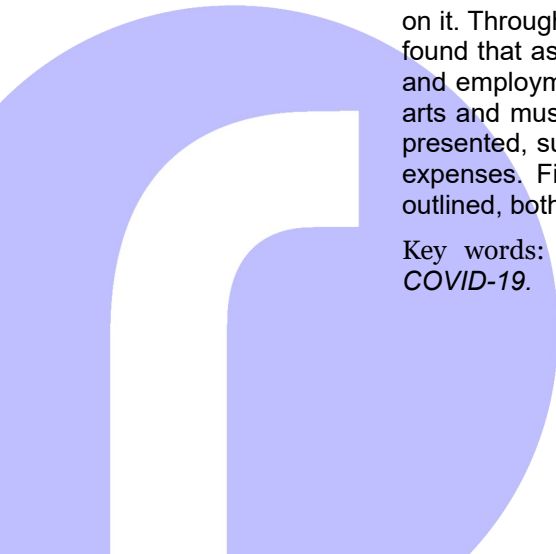 on it. Through
found that as
and employm
arts and mus
presented, su
expenses. Fi
outlined, both
Key words:
COVID-19.